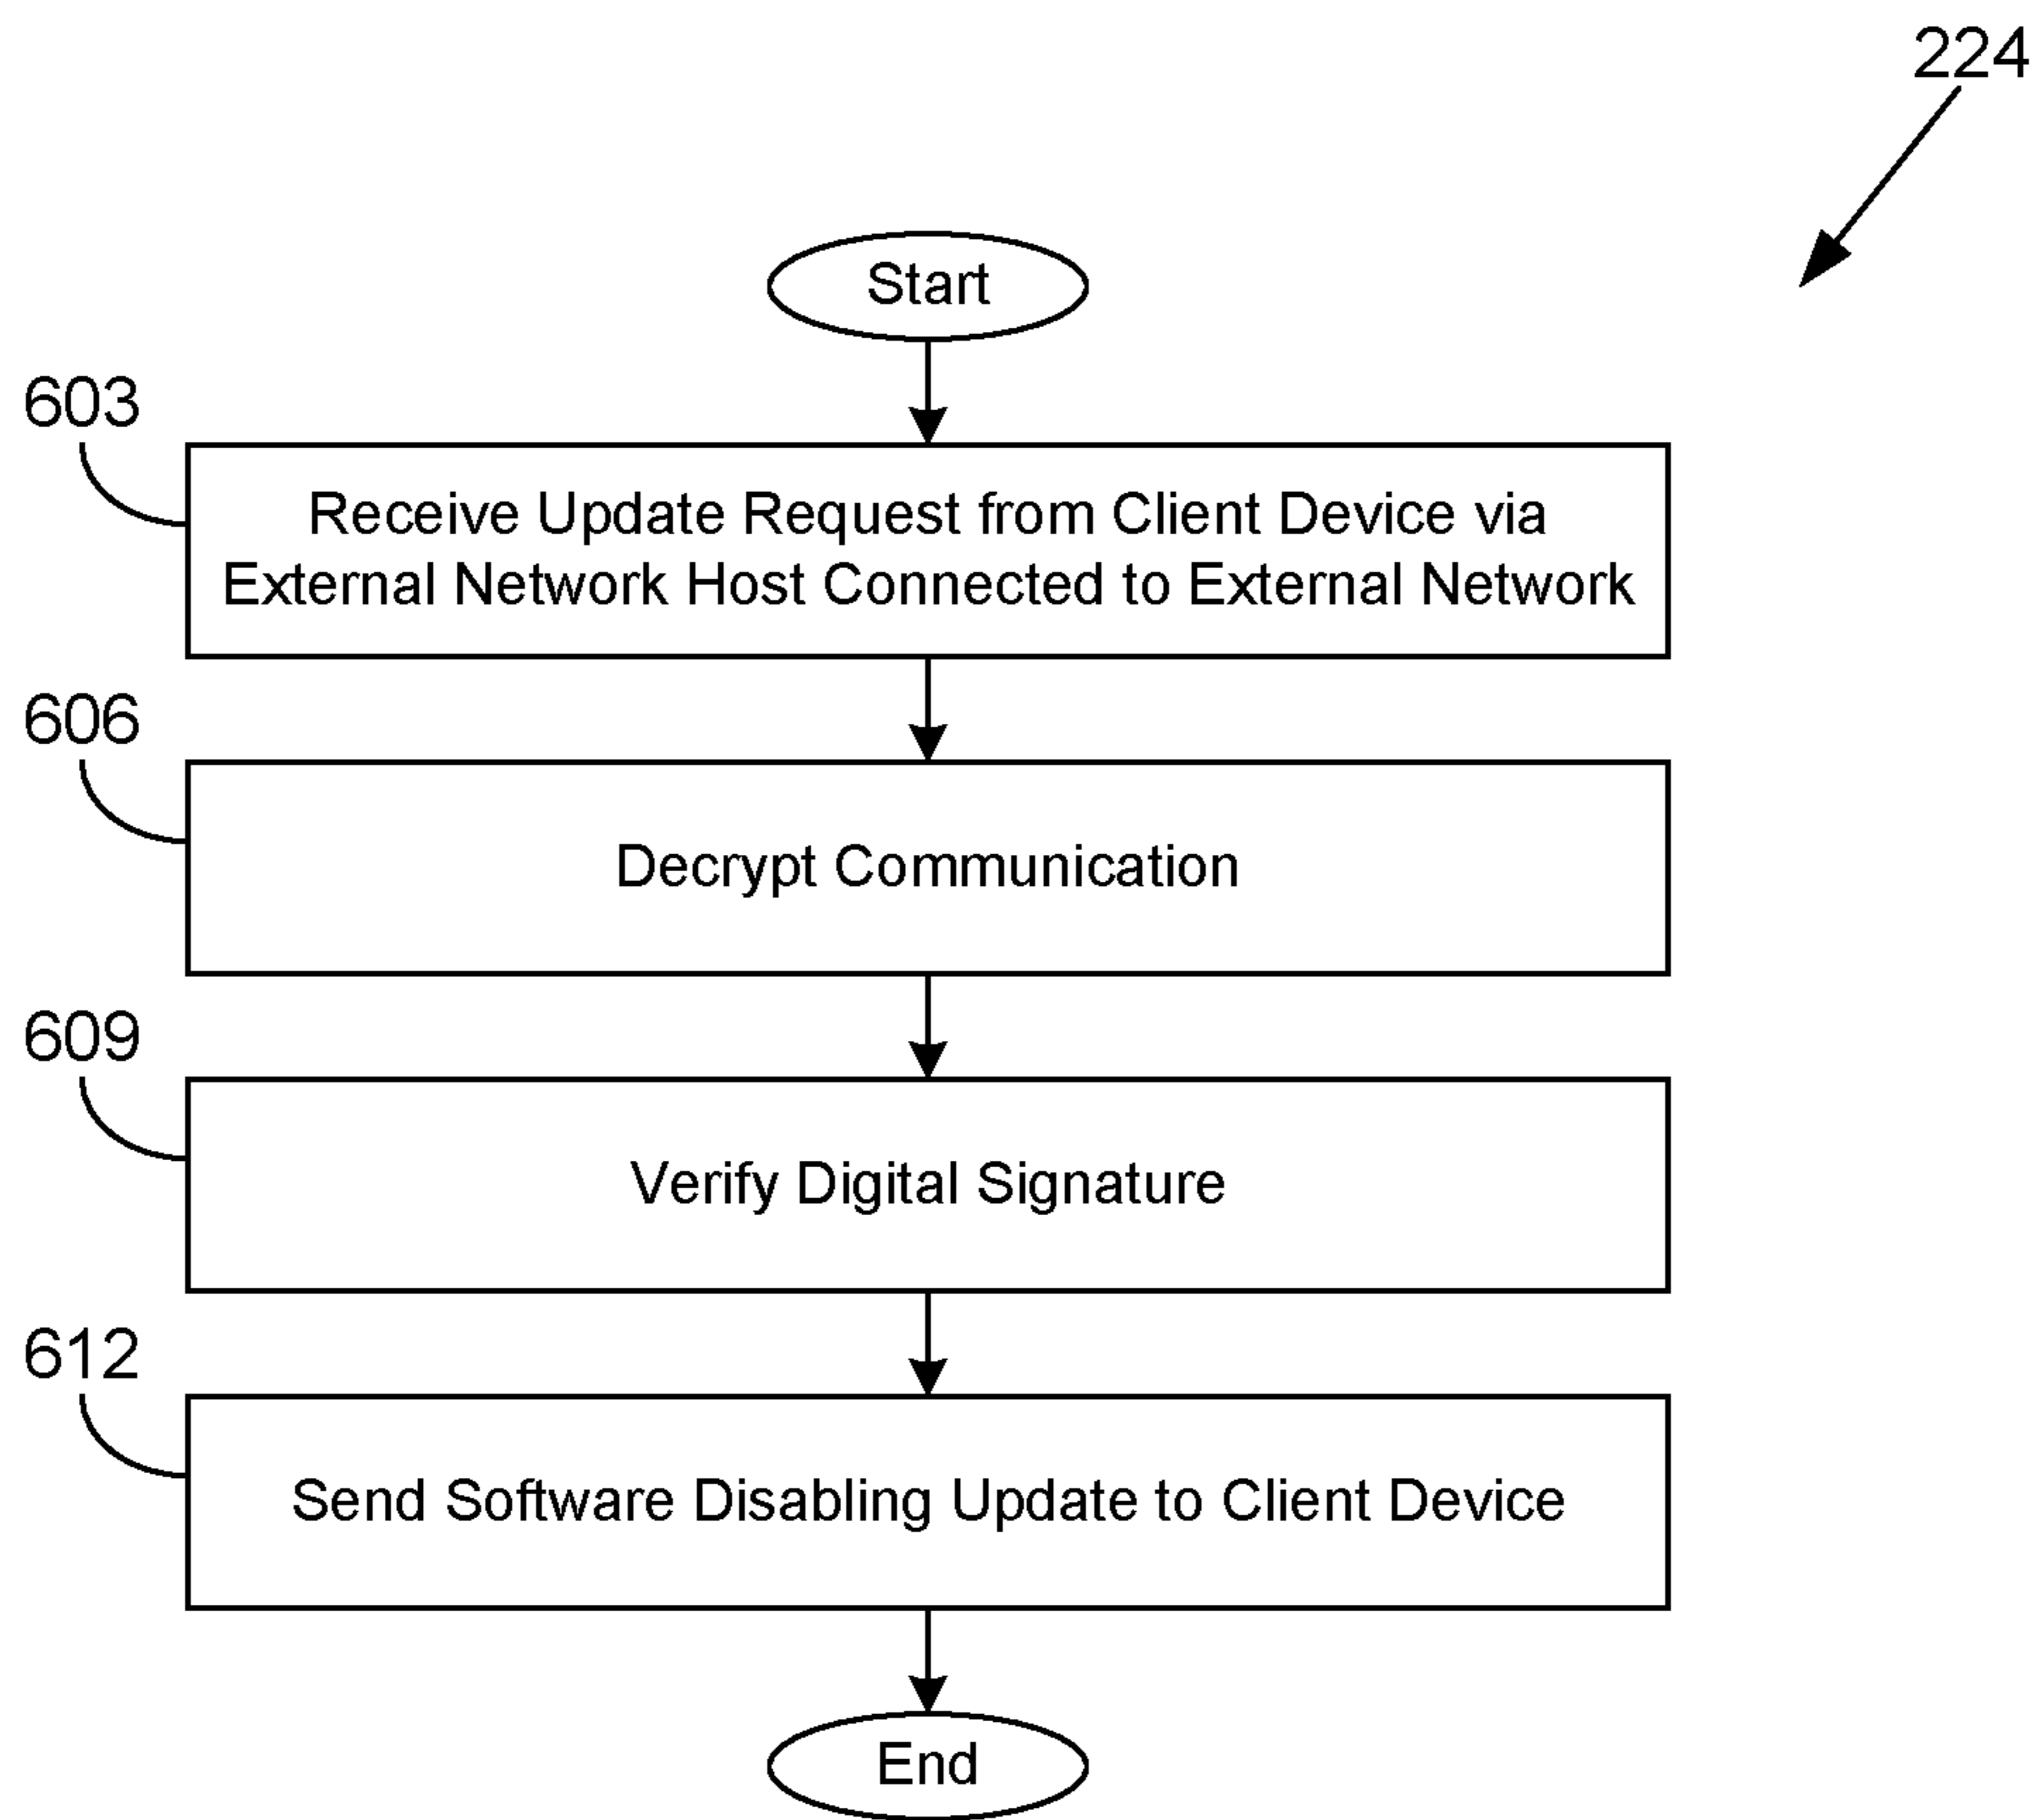 224
Start
603
Receive Update Request from Client Device via
External Network Host Connected to External Network
606
Decrypt Communication
609
Verify Digital Signature
612
Send Software Disabling Update to Client Device
End